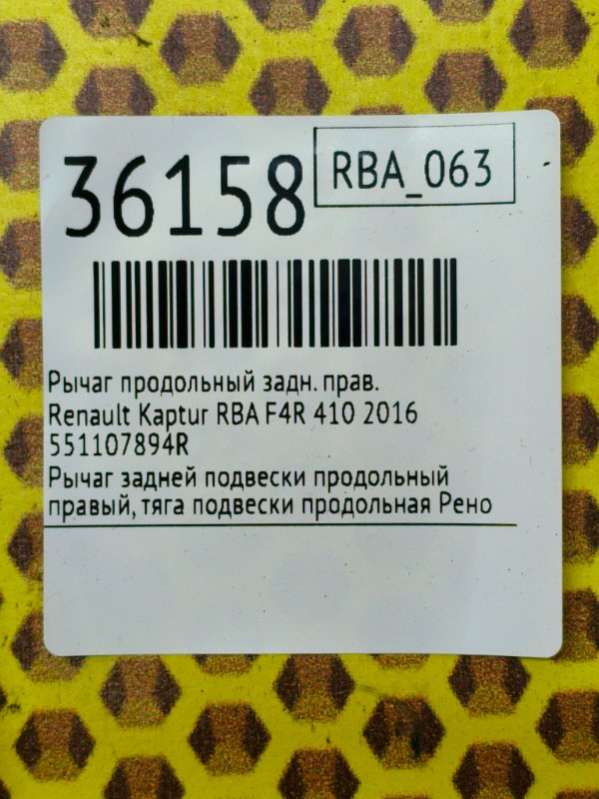 36158
RBA_063
Рычаг продольный задн. прав.
Renault Kaptur RBA F4R 410 2016
551107894R
Рычаг задней подвески продольный
правый, тяга подвески продольная Рено